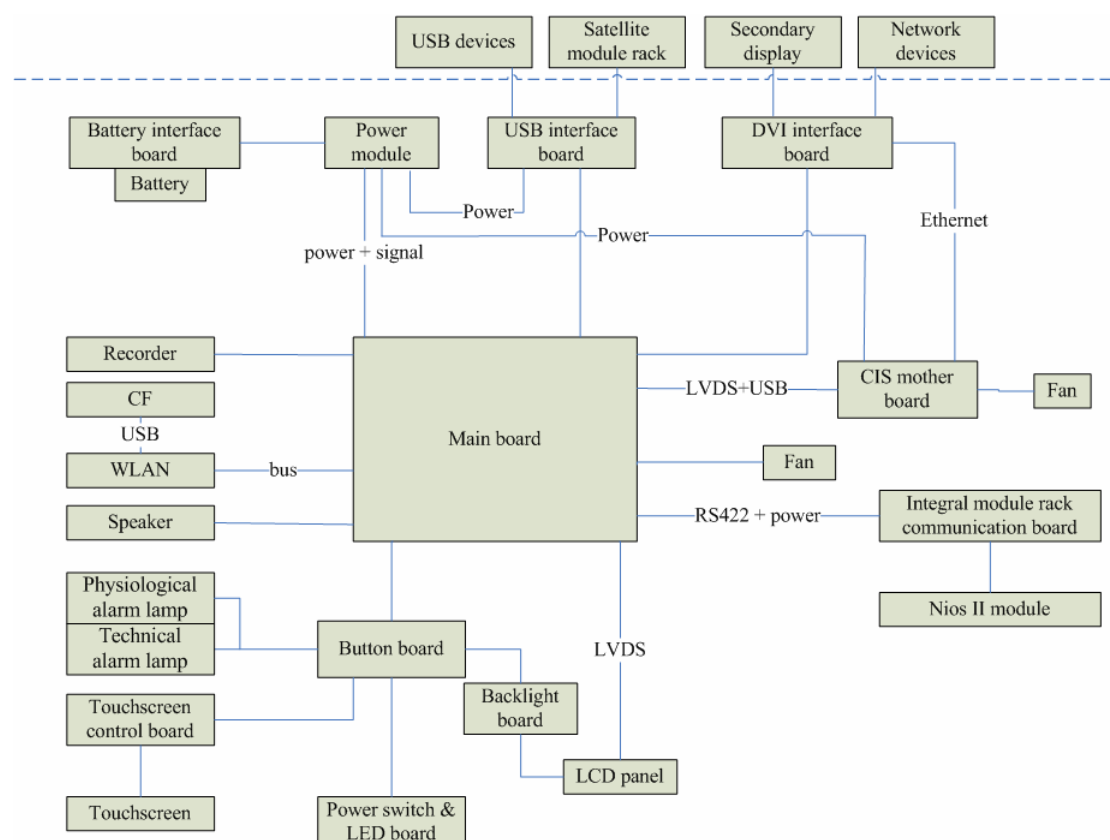 USB devices
Satellite
module rack
Secondary
display
Network
devices
Battery interface
board
Battery
Power
module
USB interface
board
DVI interface
board
Power
Power
Ethernet
power + signal
Recorder
CF
USB
WLAN
bus
Speaker
Main board
LVDS+USB
CIS mother
board
Fan
Fan
RS422 + power
Integral module rack
communication board
Nios II module
Physiological
alarm lamp
Technical
alarm lamp
Button board
LVDS
Backlight
board
Touchscreen
control board
LCD panel
Touchscreen
Power switch &
LED board